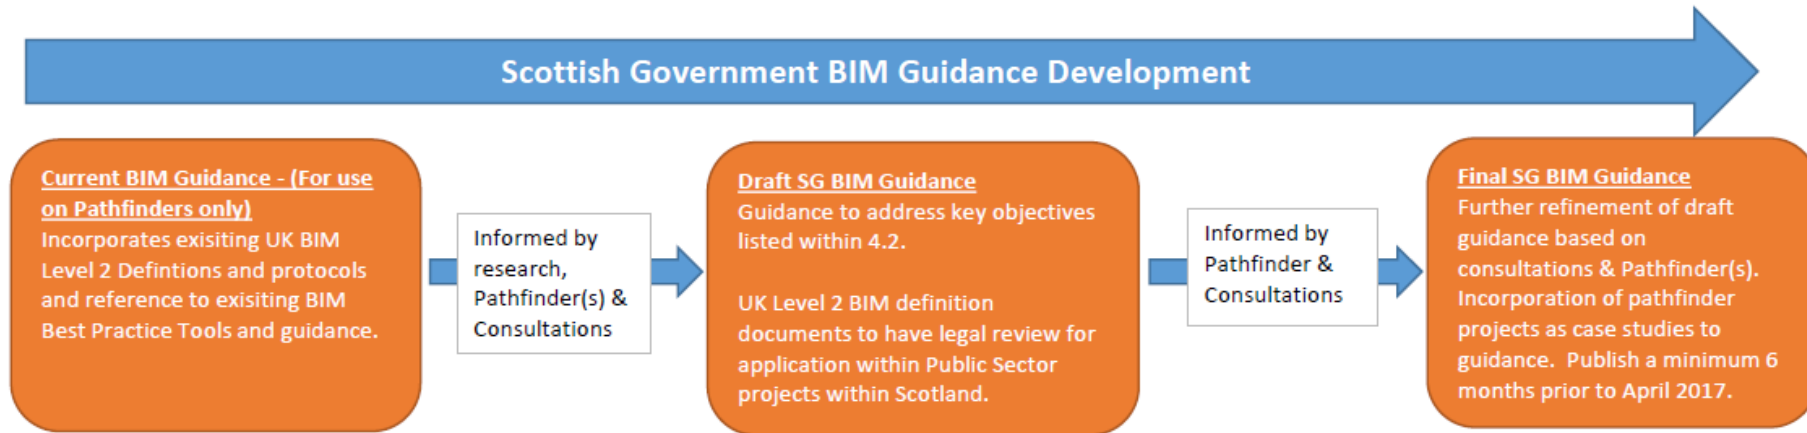 Scottish Government BIM Guidance Development
Current BIM Guidance - (For use
on Pathfinders only)
Incorporates exisiting UK BIM
Level 2 Defintions and protocols
and reference to exisiting BIM
Best Practice Tools and guidance.
Informed by
research,
Pathfinder(s) &
Consultations
Draft SG BIM Guidance
Guidance to address key objectives
listed within 4.2.
UK Level 2 BIM definition
documents to have legal review for
application within Public Sector
projects within Scotland.
Informed by
Pathfinder &
Consultations
Final SG BIM Guidance
Further refinement of draft
guidance based on
consultations & Pathfinder(s).
Incorporation of pathfinder
projects as case studies to
guidance.  Publish a minimum 6
months prior to April 2017.